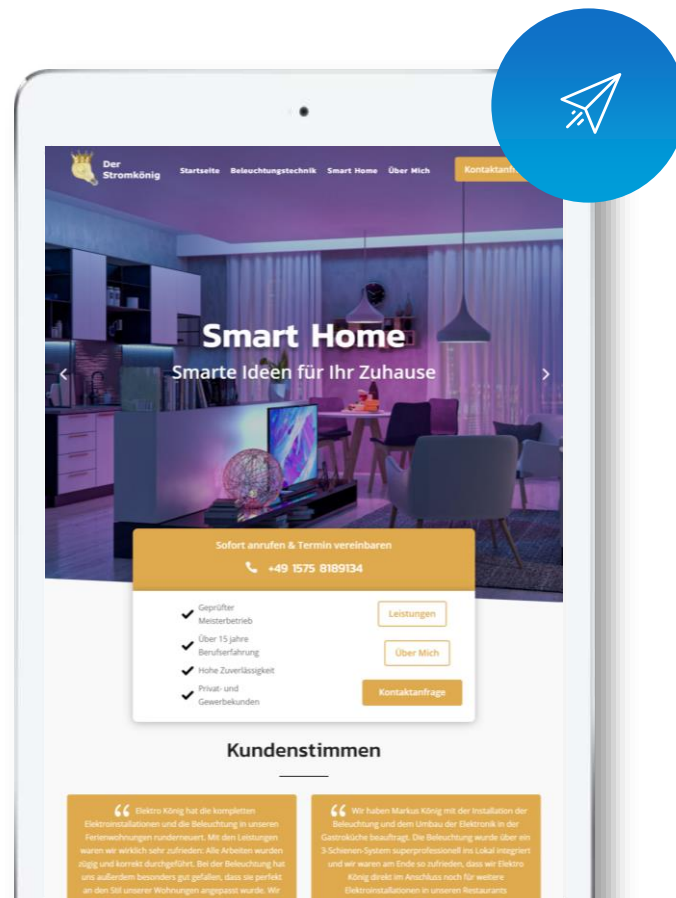 Der
Stromkönig
Startseite Beleuchtungstechnik Smart Home Über Mich
Smart Home
Smarte Ideen für Ihr Zuhause
Sofort anrufen & Termin vereinbaren
+49 1575 8189134
Geprüfter
Meisterbetrieb
Über 15 jahre
Berufserfahrung
Hohe Zuverlässigkeit
Privat- und
Gewerbekunden
Leistungen
Über Mich
Kontaktanfrage
Kundenstimmen
Elektro König hat die kompletten
Elektroinstallationen und die Beleuchtung in unseren
Ferienwohnungen runderneuert. Mit den Leistungen
waren wir wirklich sehr zufrieden: Alle Arbeiten wurden
zügig und korrekt durchgeführt. Bei der Beleuchtung hat
uns außerdem besonders gut gefallen, dass sie perfekt
an den Stil unserer Wohnungen angepasst wurde. Wir
Wir haben Markus König mit der Installation der
Beleuchtung und dem Umbau der Elektronik in der
Gastroküche beauftragt. Die Beleuchtung wurde über ein
3-Schienen-System superprofessionell ins Lokal integriert
und wir waren am Ende so zufrieden, dass wir Elektro
König direkt im Anschluss noch für weitere
Elektroinstallationen in unseren Restaurants